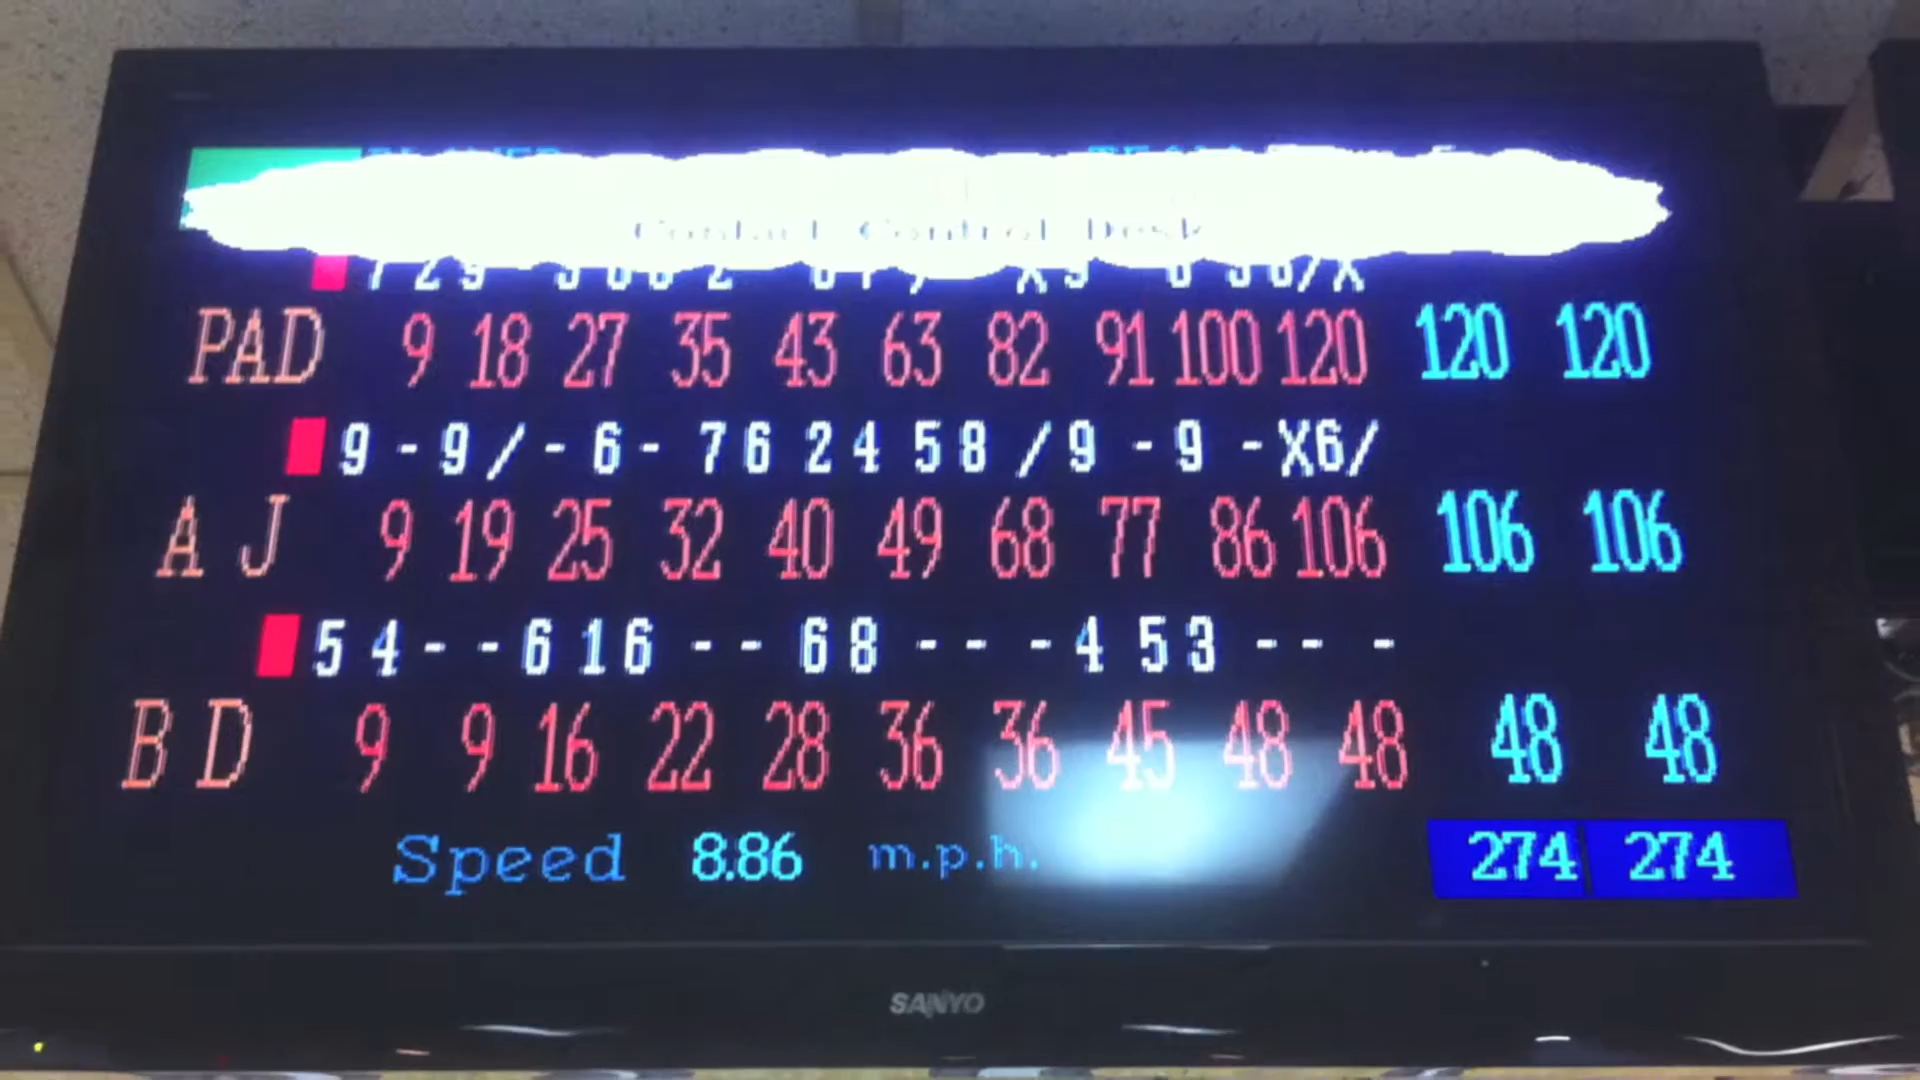 Contact Control Desk
PAD 9 18 27 35 43 63 82 91 100 120 120 120
9 - 9 / - 6 - 7 6 2 4 5 8 / 9 - 9 - X 6 /
A J 9 19 25 32 40 49 68 77 86 106 106 106
5 4 - - 6 1 6 - - 6 8 - - - 4 5 3 - - -
B D 9 9 16 22 28 36 36 45 48 48 48 48
Speed 8.86 m.p.h. 274 274
SANYO